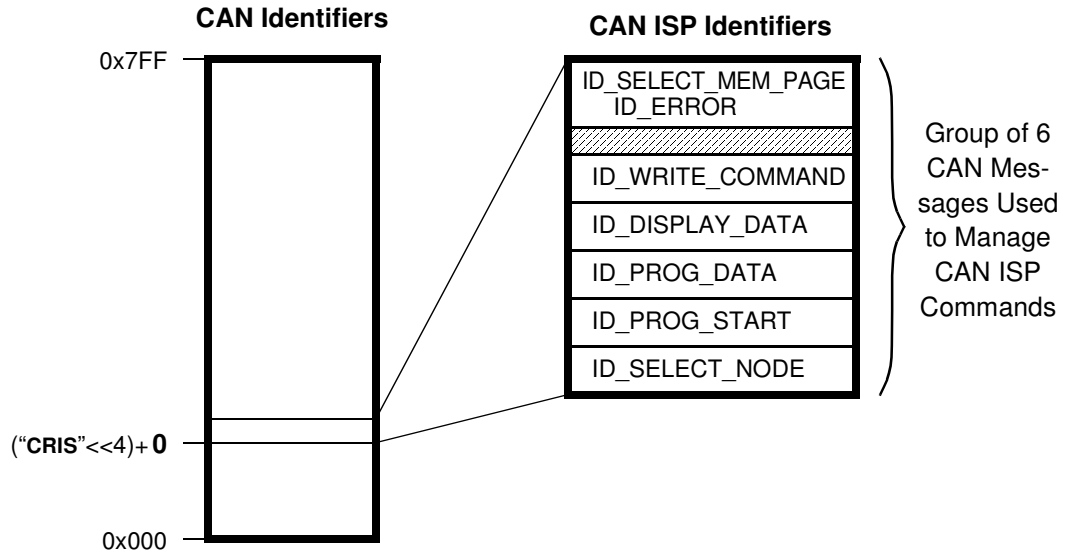 CAN Identifiers
0x7FF
("CRIS"<<4)+ 0
0x000
CAN ISP Identifiers
ID_SELECT_MEM_PAGE
ID_ERROR
ID_WRITE_COMMAND
ID_DISPLAY_DATA
ID_PROG_DATA
ID_PROG_START
ID_SELECT_NODE
Group of 6
CAN Mes-
sages Used
to Manage
CAN ISP
Commands